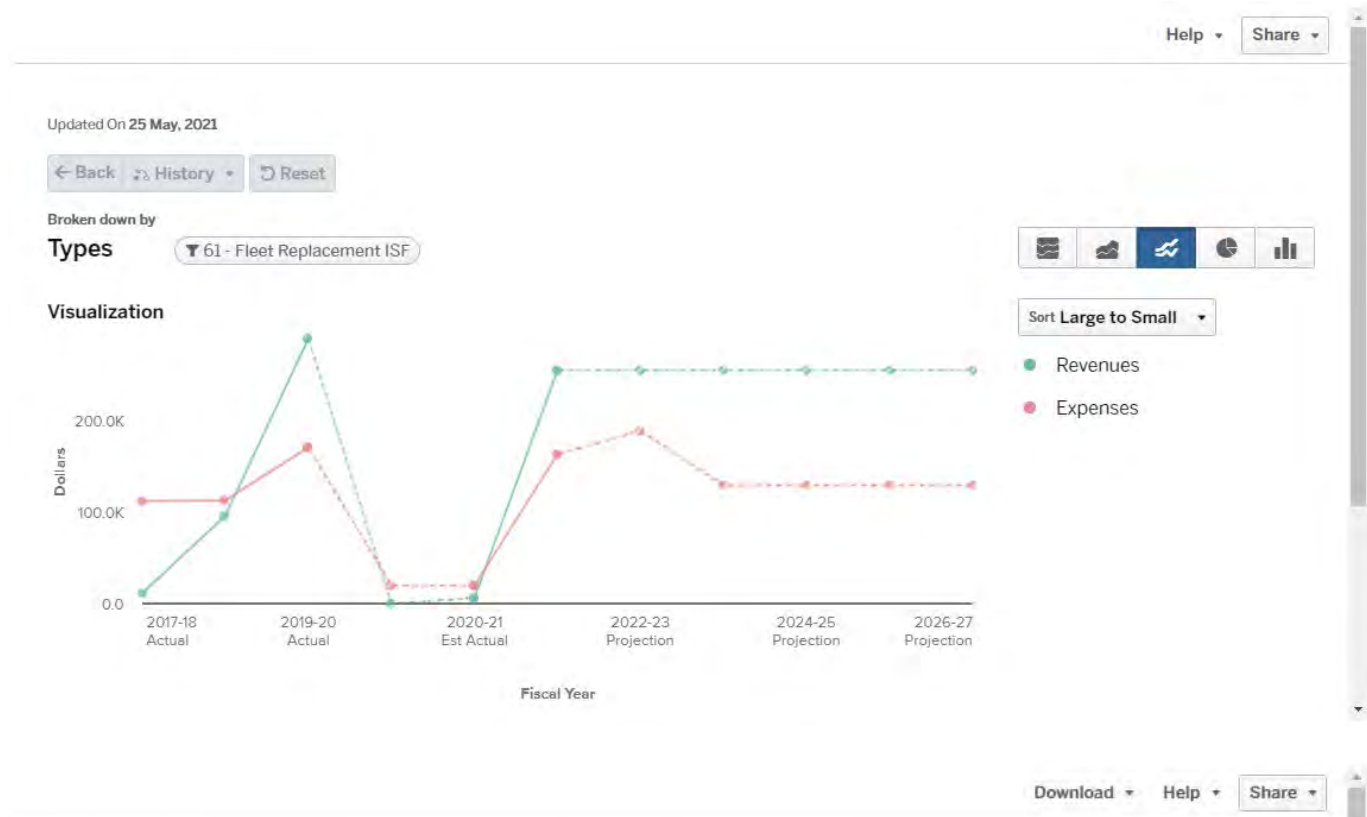 Help Share
Updated On 25 May, 2021
Back History Reset
Broken down by
Types 61 - Fleet Replacement ISF
Visualization
Sort Large to Small
Revenues
Expenses
200.0K
100.0K
0.0
Dollars
2017-18 2019-20 2020-21 2022-23 2024-25 2026-27
Actual Actual Est Actual Projection Projection Projection
Fiscal Year
Download Help Share